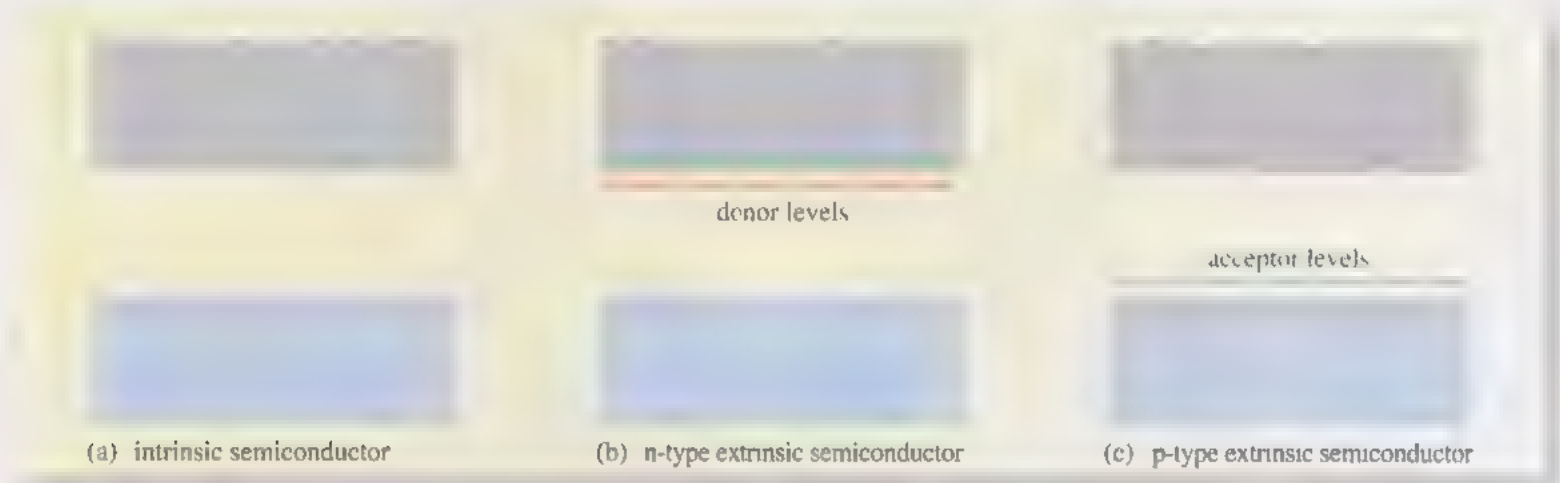 donor levels
acceptor levels
(a) intrinsic semiconductor
(b) n-type extrinsic semiconductor
(c) p-type extrinsic semiconductor